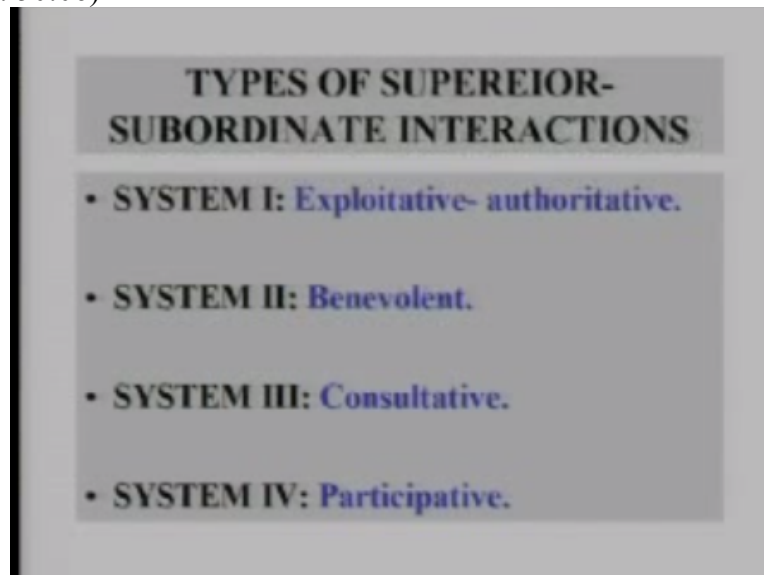 TYPES OF SUPEREIOR-
SUBORDINATE INTERACTIONS
• SYSTEM I: Exploitative- authoritative.
• SYSTEM II: Benevolent.
• SYSTEM III: Consultative.
• SYSTEM IV: Participative.